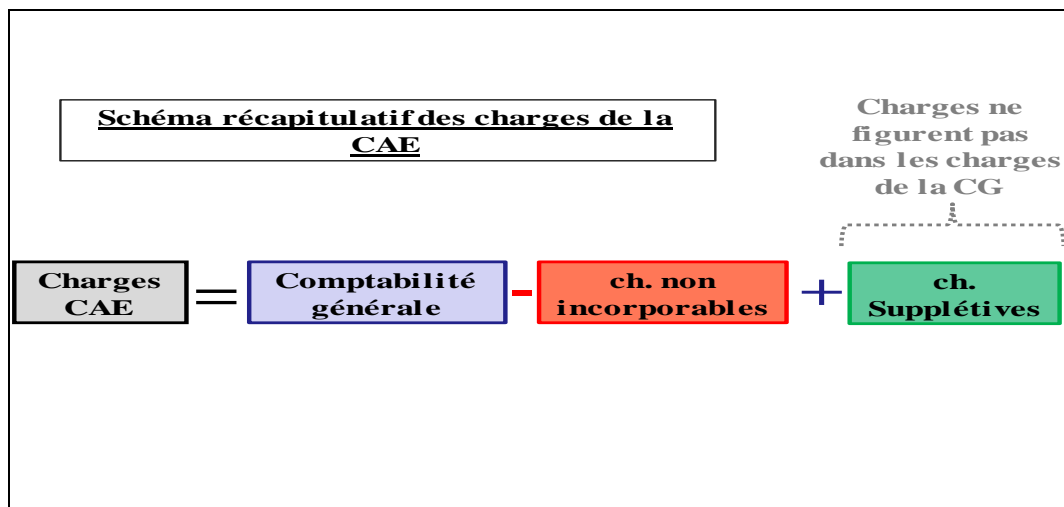 Schéma récapitulatif des charges de la
CAE
Charges ne
figurent pas
dans les charges
de la CG
Charges
CAE
=
Comptabilité
générale
-
ch. non
incorporables
+
ch.
Supplétives